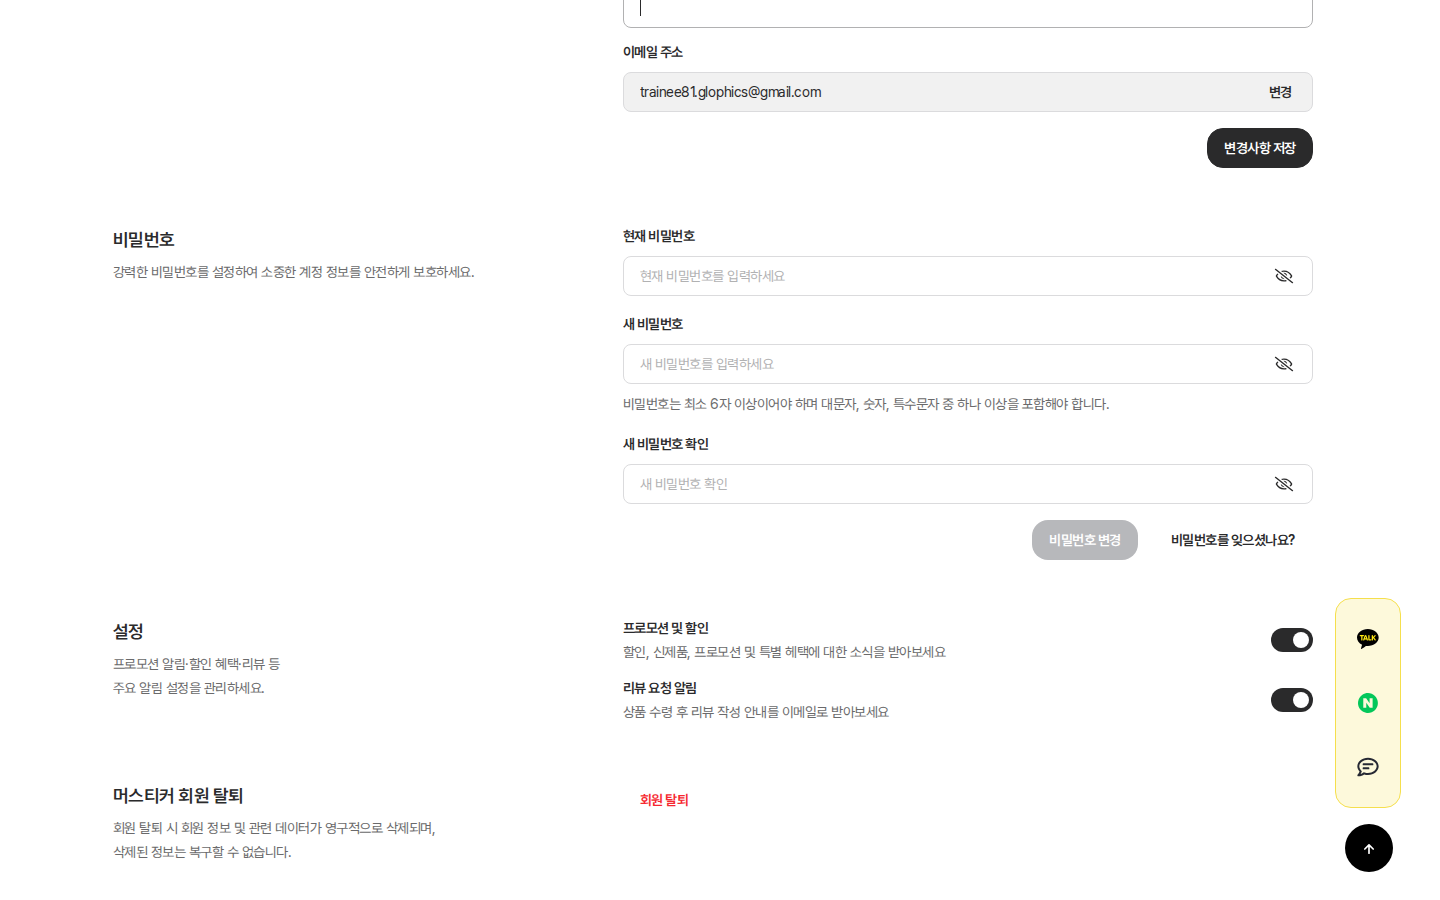 이메일 주소
trainee81.glophics@gmail.com
변경
변경사항 저장
비밀번호
강력한 비밀번호를 설정하여 소중한 계정 정보를 안전하게 보호하세요.
현재 비밀번호
현재 비밀번호를 입력하세요
새 비밀번호
새 비밀번호를 입력하세요
비밀번호는 최소 6자 이상이어야 하며 대문자, 숫자, 특수문자 중 하나 이상을 포함해야 합니다.
새 비밀번호 확인
새 비밀번호 확인
비밀번호 변경
비밀번호를 잊으셨나요?
설정
프로모션 알림·할인 혜택·리뷰 등
주요 알림 설정을 관리하세요.
프로모션 및 할인
할인, 신제품, 프로모션 및 특별 헤택에 대한 소식을 받아보세요
리뷰 요청 알림
상품 수령 후 리뷰 작성 안내를 이메일로 받아보세요
TALK
N
머스티커 회원 탈퇴
회원 탈퇴 시 회원 정보 및 관련 데이터가 영구적으로 삭제되며,
삭제된 정보는 복구할 수 없습니다.
회원 탈퇴